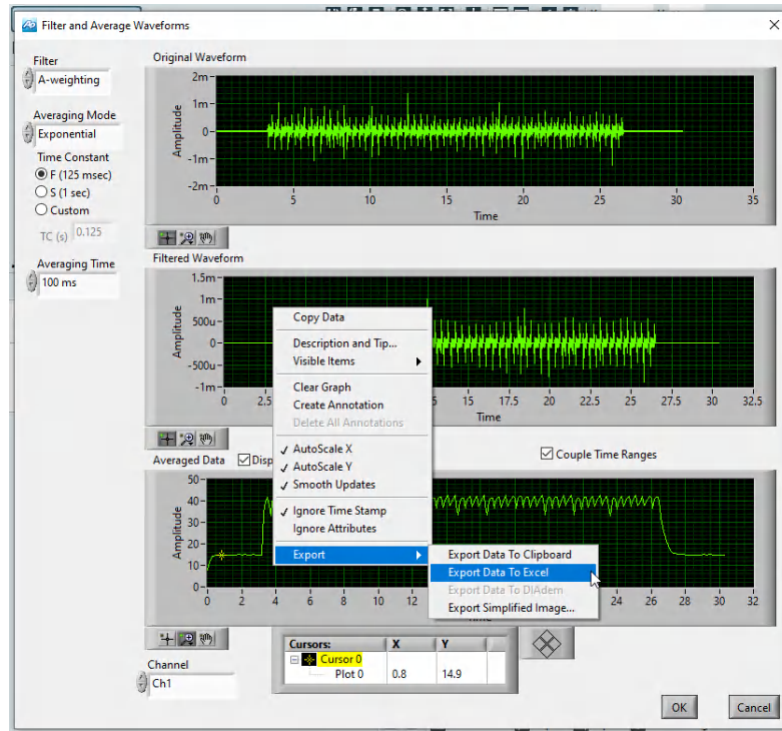 Filter and Average Waveforms
Filter
A-weighting
Averaging Mode
Exponential
Time Constant
F (125 msec)
S (1 sec)
Custom
TC (s) 0.125
Averaging Time
100 ms
Original Waveform
Amplitude
2m
1m
0
-1m
-2m
0 5 10 15 20 25 30 35
Time
Filtered Waveform
Amplitude
1.5m
1m
500u
0
-500u
-1m
0 2.5 15 17.5 20 22.5 25 27.5 30 32.5
Time
Copy Data
Description and Tip...
Visible Items
Clear Graph
Create Annotation
Delete All Annotations
AutoScale X
AutoScale Y
Smooth Updates
Ignore Time Stamp
Ignore Attributes
Export
Export Data To Clipboard
Export Data To Excel
Export Data To DIAdem
Export Simplified Image...
Averaged Data
Couple Time Ranges
Amplitude
50
40
30
20
10
0
0 2 4 6 8 10 12 24 26 28 30 32
Cursors: X Y
Cursor 0
Plot 0 0.8 14.9
Channel
Ch1
OK Cancel